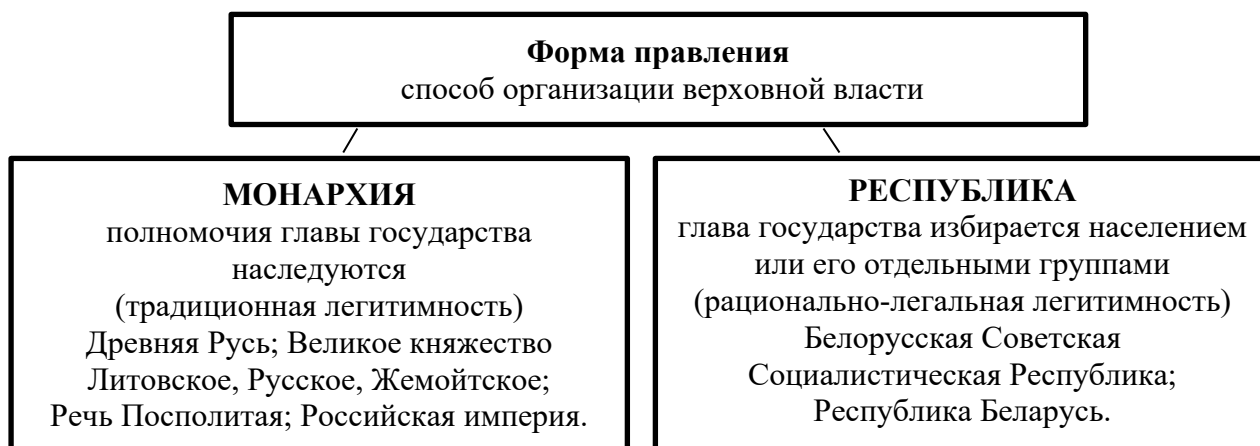 Форма правления
способ организации верховной власти
МОНАРХИЯ
полномочия главы государства
наследуются
(традиционная легитимность)
Древняя Русь; Великое княжество
Литовское, Русское, Жемойтское;
Речь Посполитая; Российская империя.
РЕСПУБЛИКА
глава государства избирается населением
или его отдельными группами
(рационально-легальная легитимность)
Белорусская Советская
Социалистическая Республика;
Республика Беларусь.